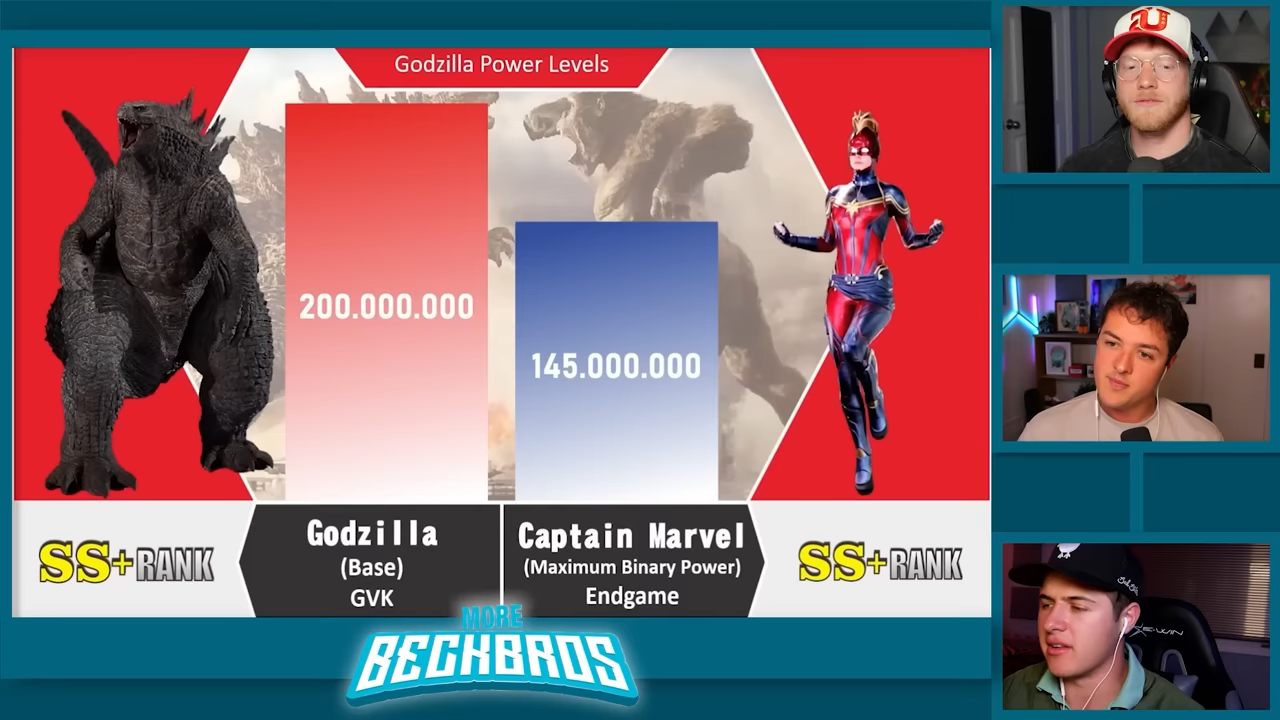 Godzilla Power Levels
200.000.000
145.000.000
SS+RANK
Godzilla
(Base)
GVK
Captain Marvel
(Maximum Binary Power)
Endgame
SS+RANK
MORE
BECKBROS
U
E-WIN